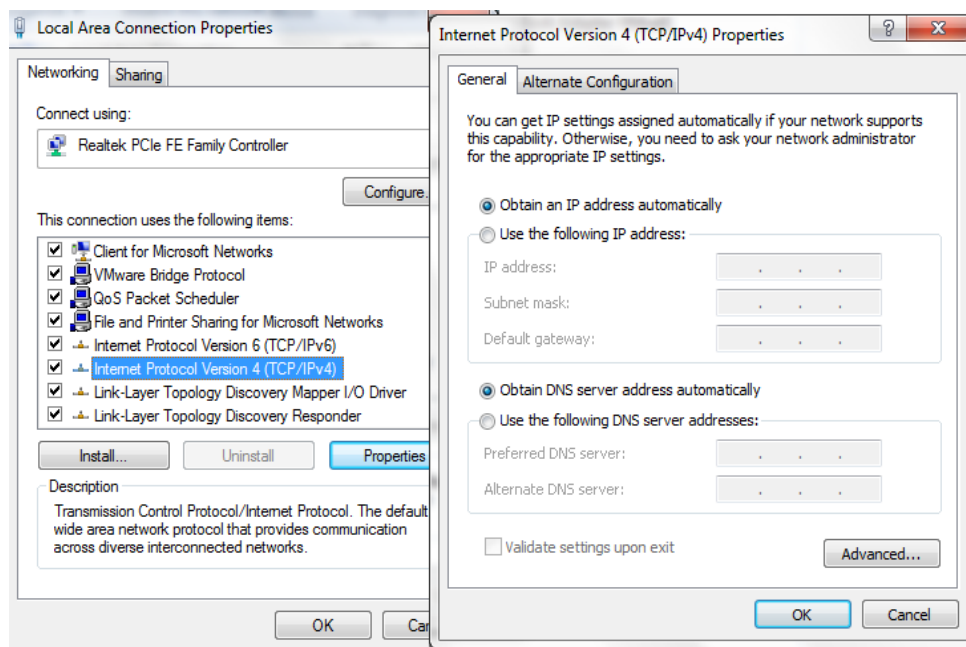 Local Area Connection Properties
Networking
Sharing
Connect using:
Realtek PCIe FE Family Controller
Configure.
This connection uses the following items:
Client for Microsoft Networks
VMware Bridge Protocol
QoS Packet Scheduler
File and Printer Sharing for Microsoft Networks
Internet Protocol Version 6 (TCP/IPv6)
Internet Protocol Version 4 (TCP/IPv4)
Link-Layer Topology Discovery Mapper I/O Driver
Link-Layer Topology Discovery Responder
Install...
Uninstall
Properties
Description
Transmission Control Protocol/Internet Protocol. The default
wide area network protocol that provides communication
across diverse interconnected networks.
OK
Car
Internet Protocol Version 4 (TCP/IPv4) Properties
General
Alternate Configuration
You can get IP settings assigned automatically if your network supports
this capability. Otherwise, you need to ask your network administrator
for the appropriate IP settings.
Obtain an IP address automatically
Use the following IP address:
IP address:
Subnet mask:
Default gateway:
Obtain DNS server address automatically
Use the following DNS server addresses:
Preferred DNS server:
Alternate DNS server:
Validate settings upon exit
Advanced...
OK
Cancel